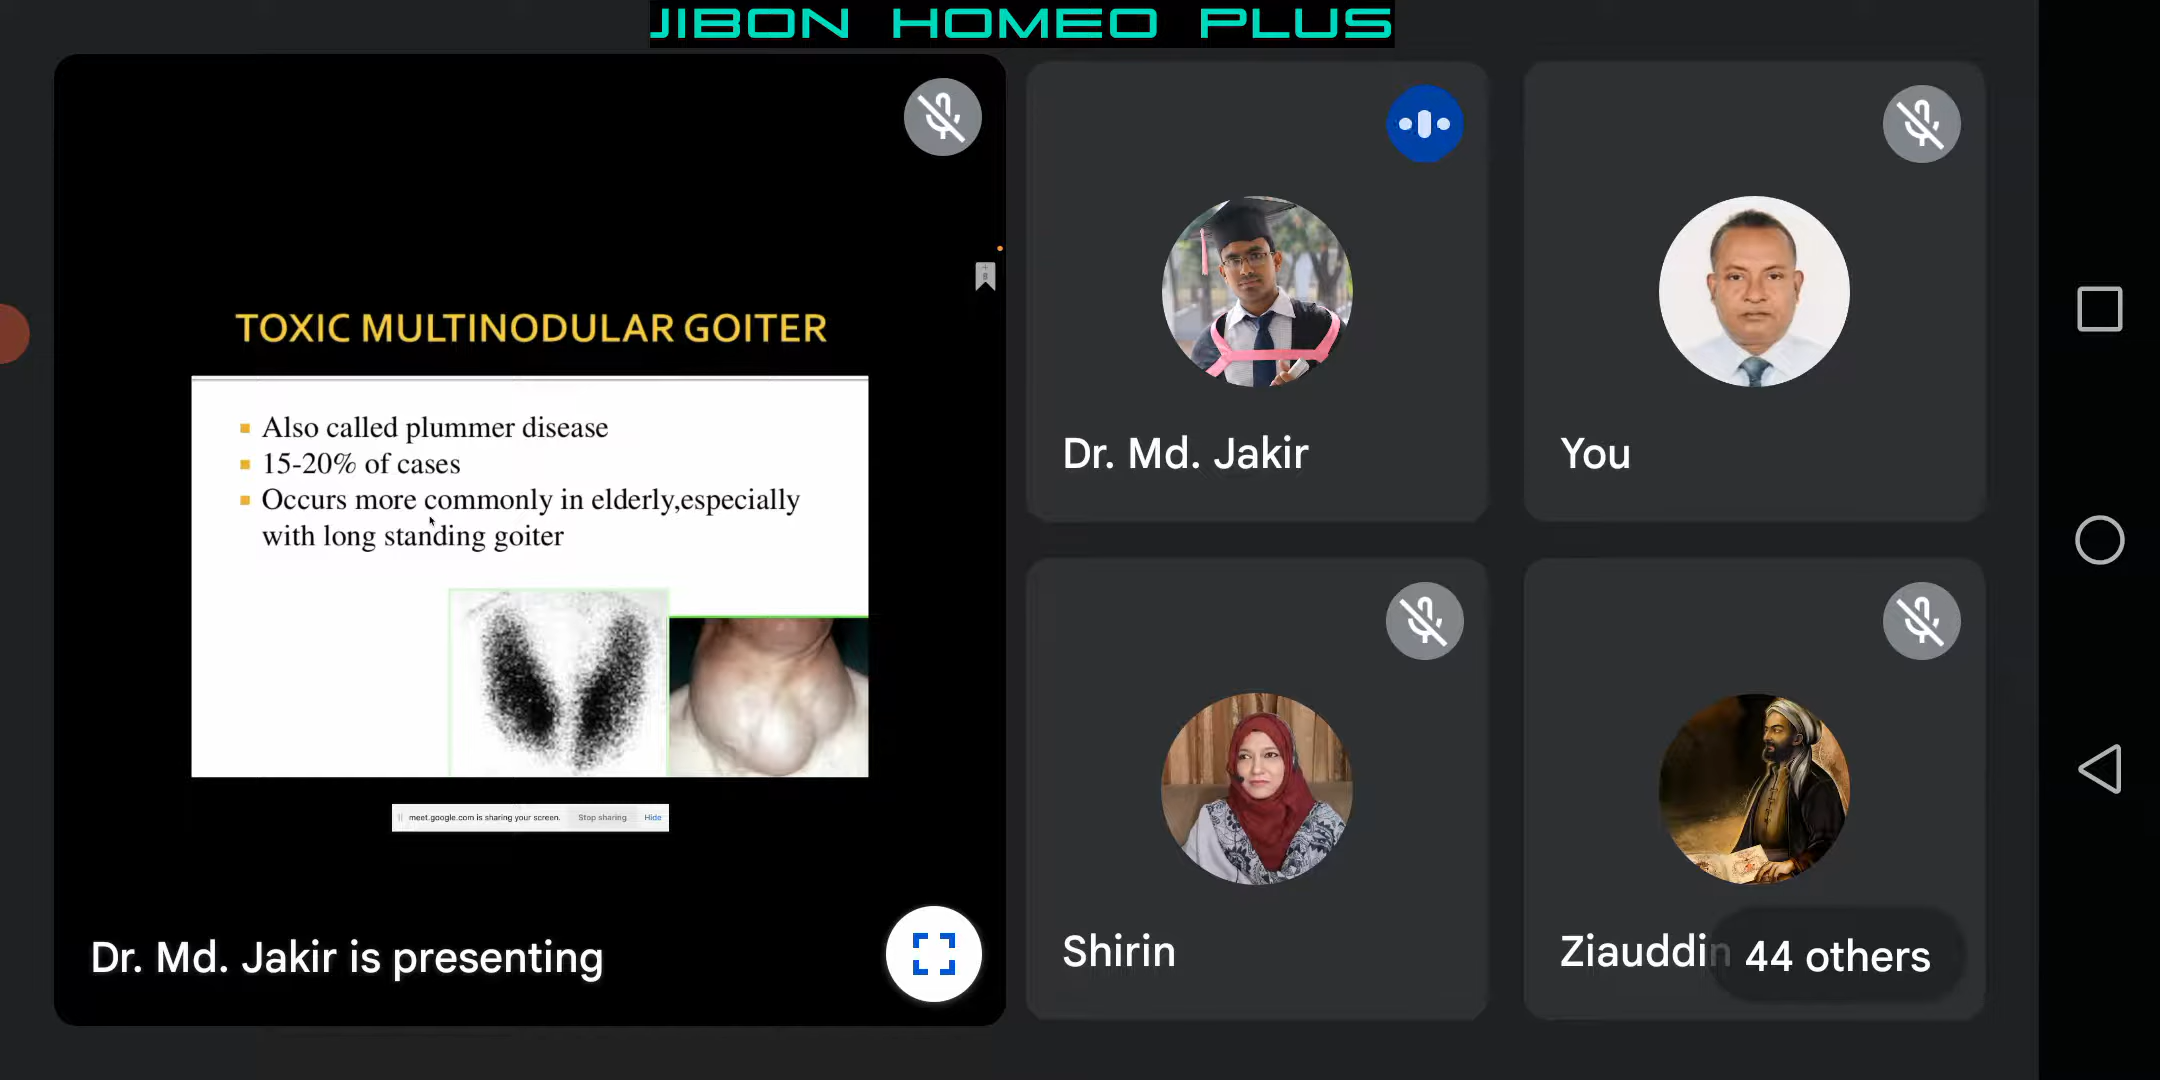 JIBON HOMEO PLUS
TOXIC MULTINODULAR GOITER
Also called plummer disease
15-20% of cases
Occurs more commonly in elderly,especially
with long standing goiter
meet.google.com is sharing your screen. Stop sharing Hide
Dr. Md. Jakir is presenting
Dr. Md. Jakir
You
Shirin
Ziauddin
44 others